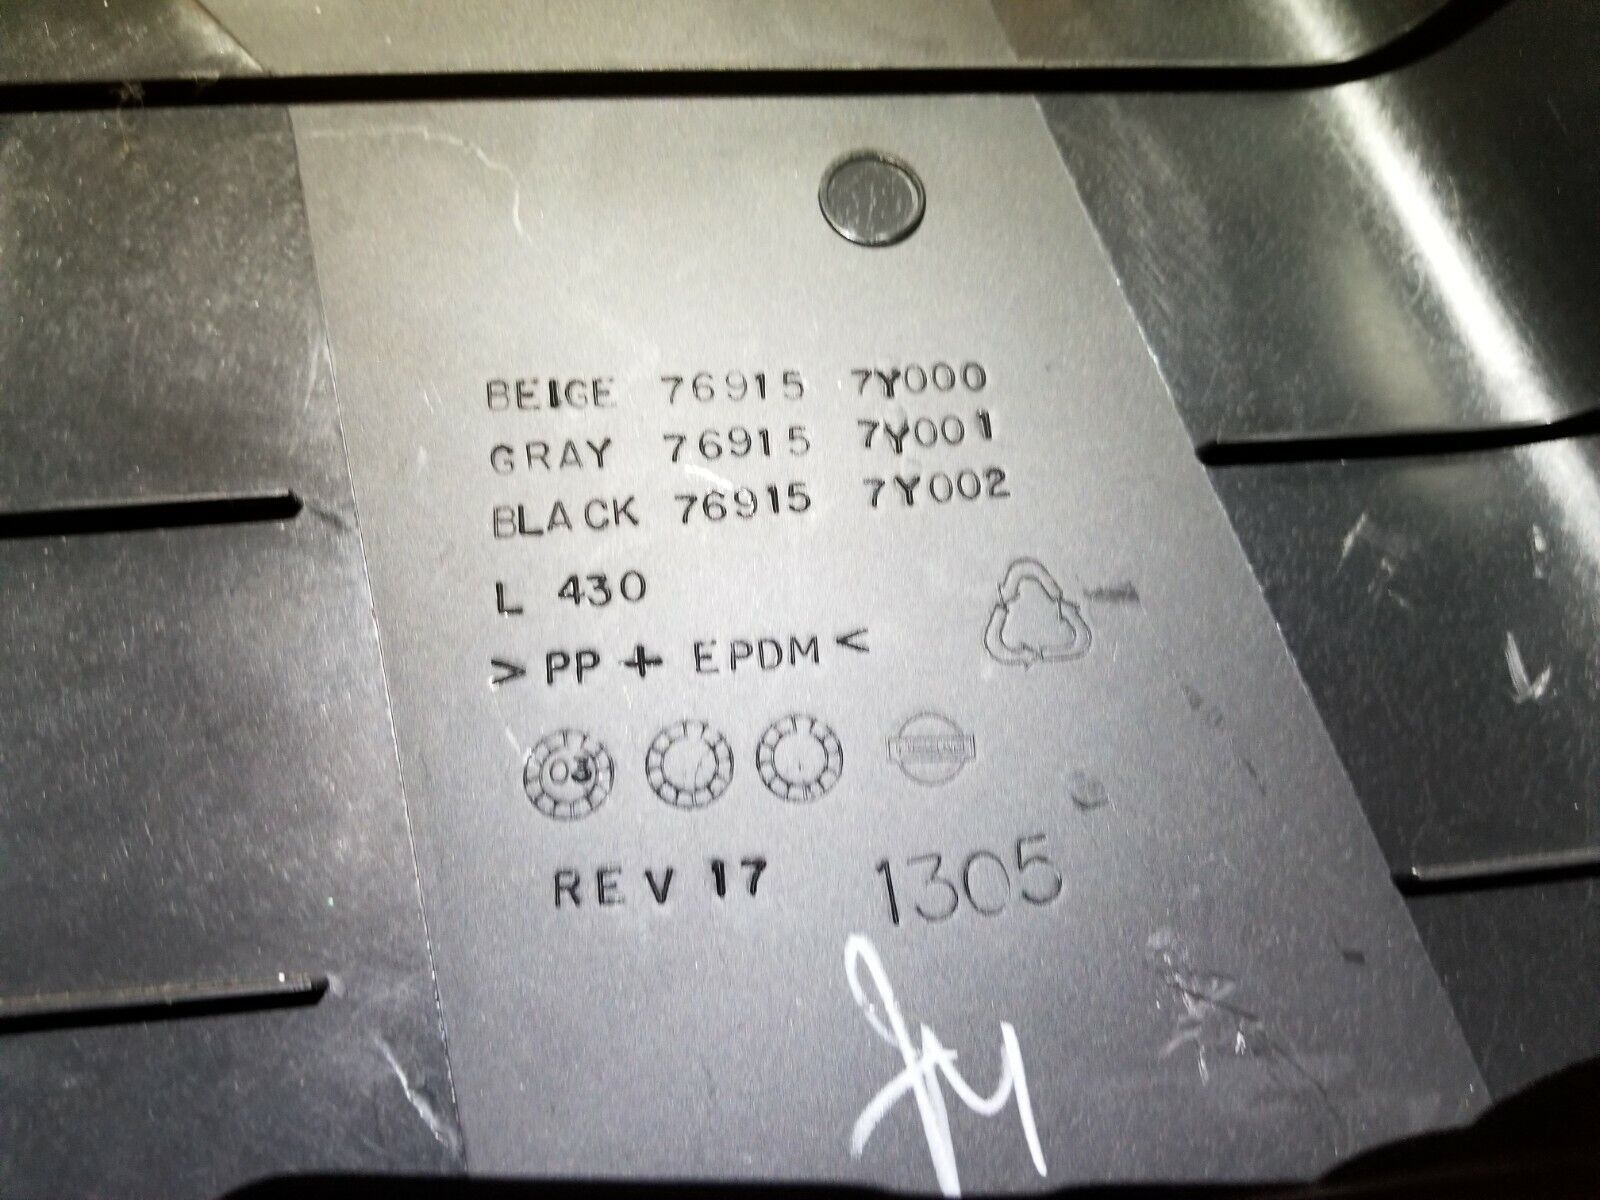 BEIGE 76915 7Y000
GRAY 76915 7Y001
BLACK 76915 7Y002
L 430
> PP + EPDM <
03
REV 17 1305